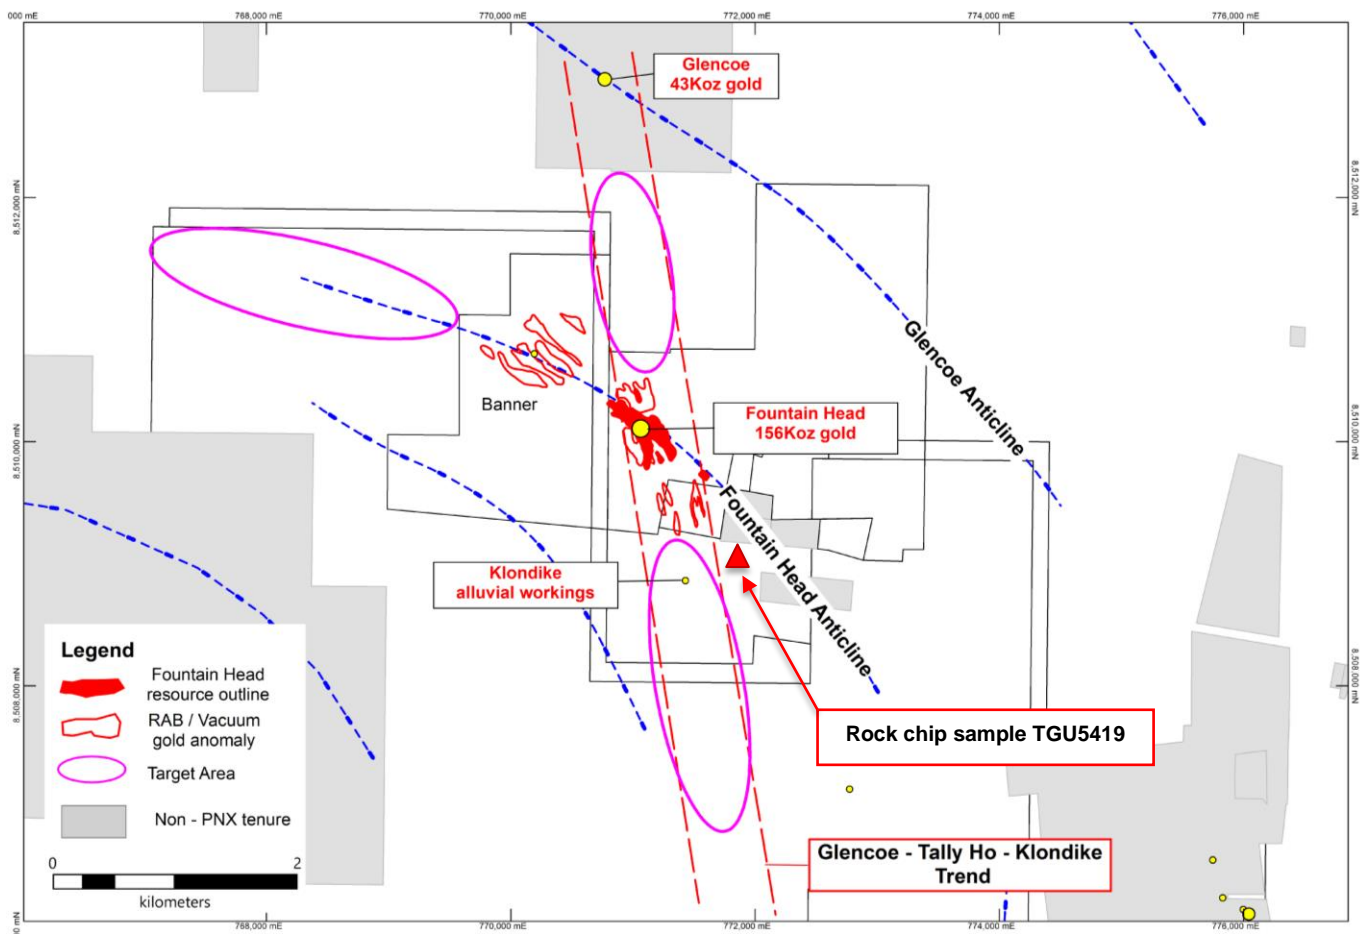 000 mE
768,000 mE
770,000 mE
772,000 mE
774,000 mE
776,000 mE
Glencoe
43Koz gold
8,512,000 mN
8,512,000 mN
Glencoe Anticline
Banner
Fountain Head
156Koz gold
8,510,000 mN
8,510,000 mN
Fountain Head Anticline
Klondike
alluvial workings
Legend
Fountain Head
resource outline
RAB / Vacuum
gold anomaly
Target Area
Non - PNX tenure
0
2
kilometers
8,508,000 mN
8,508,000 mN
Rock chip sample TGU5419
Glencoe - Tally Ho - Klondike
Trend
mN
768,000 mE
770,000 mE
772,000 mE
774,000 mE
776,000 mE